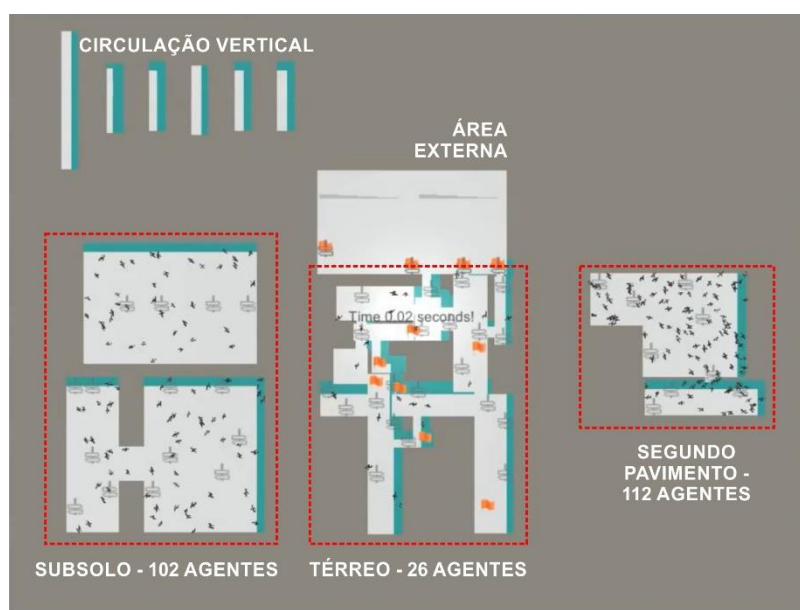 CIRCULAÇÃO VERTICAL
ÁREA
EXTERNA
Time 0.02 seconds!
SEGUNDO
PAVIMENTO -
112 AGENTES
SUBSOLO - 102 AGENTES
TÉRREO - 26 AGENTES